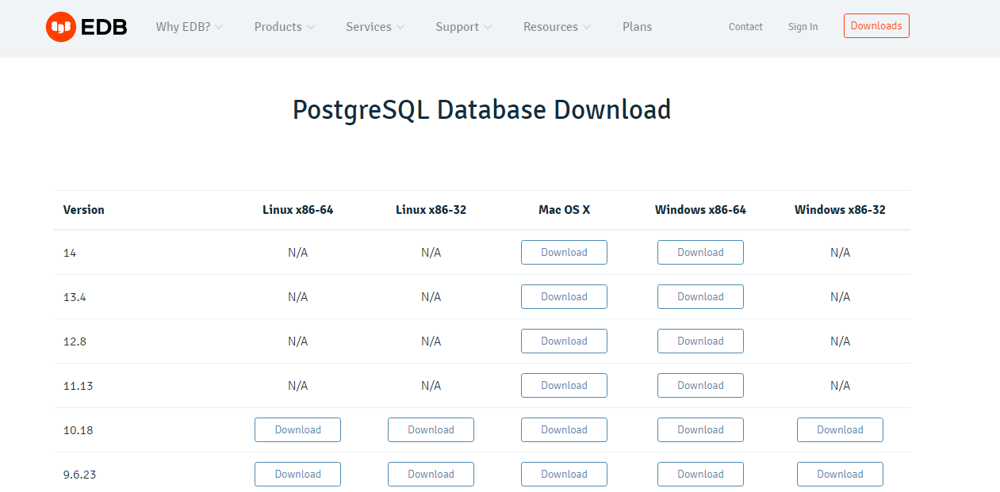 EDB Why EDB? Products Services Support Resources Plans Contact Sign In Downloads
PostgreSQL Database Download
Version Linux x86-64 Linux x86-32 Mac OS X Windows x86-64 Windows x86-32
14 N/A N/A Download Download N/A
13.4 N/A N/A Download Download N/A
12.8 N/A N/A Download Download N/A
11.13 N/A N/A Download Download N/A
10.18 Download Download Download Download Download
9.6.23 Download Download Download Download Download